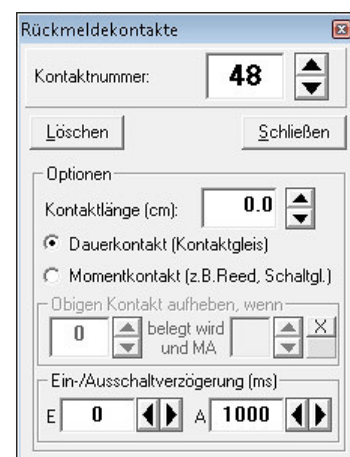 Rückmeldekontakte
Kontaktnummer: 48
Löschen Schließen
Optionen
Kontaktlänge (cm): 0.0
Dauerkontakt (Kontaktgleis)
Momentkontakt (z.B.Reed, Schaltgl.)
Obigen Kontakt aufheben, wenn
0 belegt wird X
und MA
Ein-/Ausschaltverzögerung (ms)
E 0 A 1000